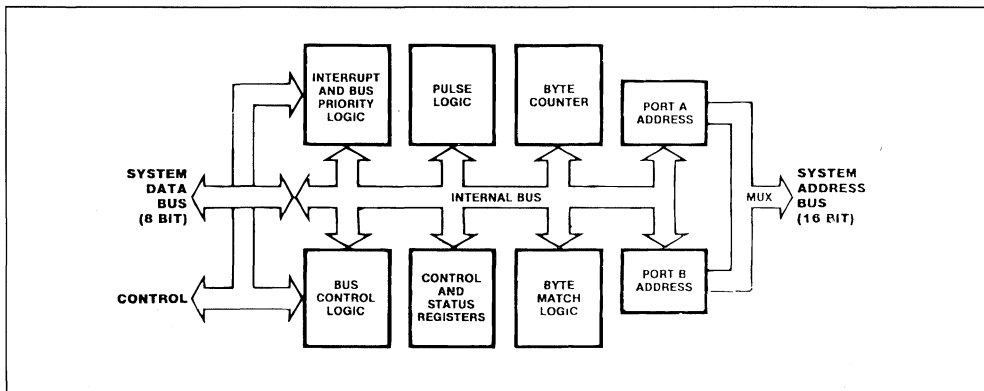 INTERRUPT
AND BUS
PRIORITY
LOGIC
PULSE
LOGIC
BYTE
COUNTER
PORT A
ADDRESS
SYSTEM
DATA
BUS
(8 BIT)
INTERNAL BUS
MUX
SYSTEM
ADDRESS
BUS
(16 BIT)
CONTROL
BUS
CONTROL
LOGIC
CONTROL
AND
STATUS
REGISTERS
BYTE
MATCH
LOGIC
PORT B
ADDRESS